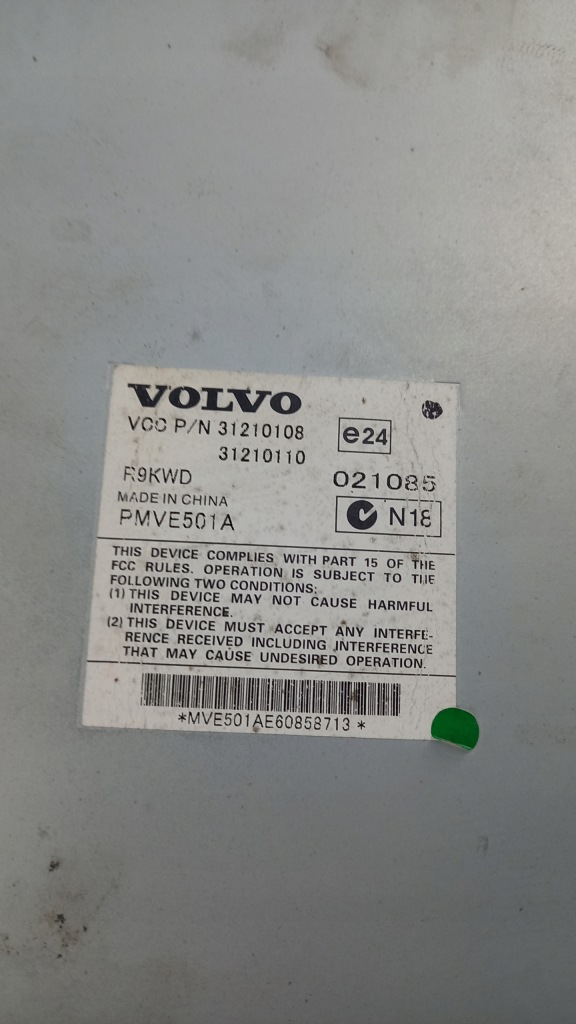 VOLVO
VCC P/N 31210108
31210110
e24
R9KWD
021085
MADE IN CHINA
PMVE501A
N18
THIS DEVICE COMPLIES WITH PART 15 OF THE
FCC RULES. OPERATION IS SUBJECT TO THE
FOLLOWING TWO CONDITIONS:
(1) THIS DEVICE MAY NOT CAUSE HARMFUL
INTERFERENCE.
(2) THIS DEVICE MUST ACCEPT ANY INTERFE-
RENCE RECEIVED INCLUDING INTERFERENCE
THAT MAY CAUSE UNDESIRED OPERATION.
*MVE501AE60858713*